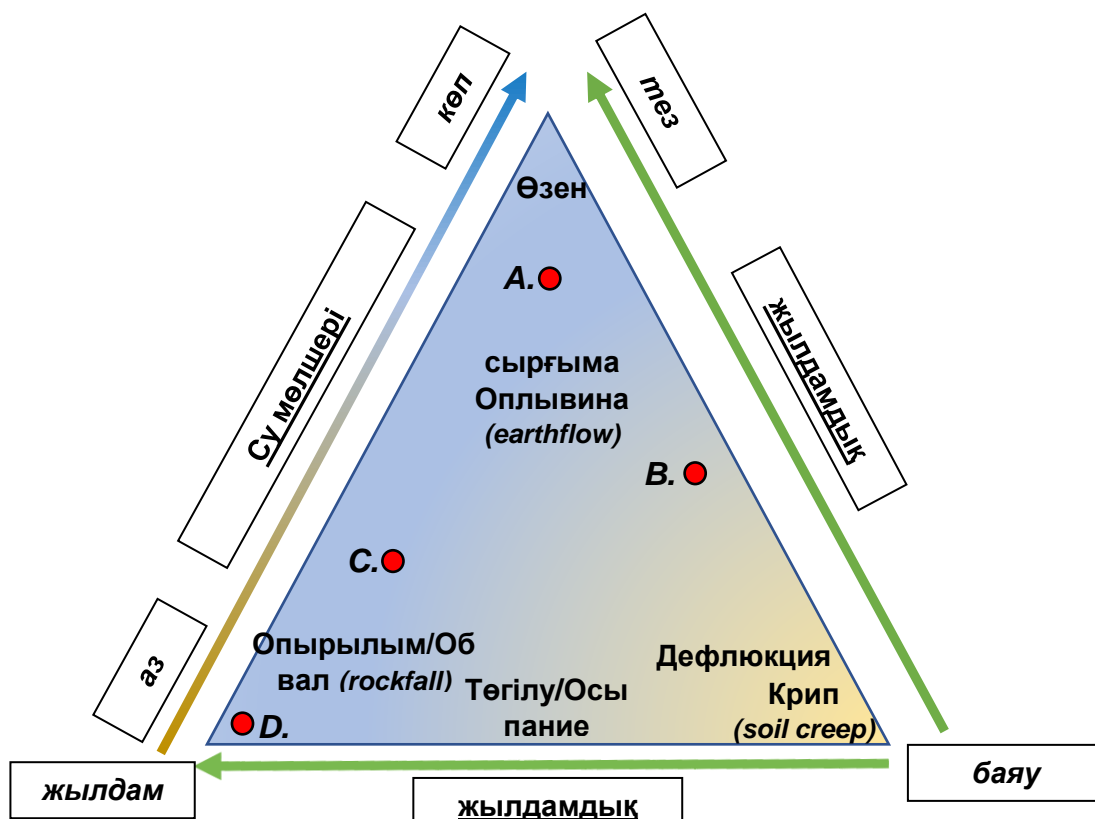 көп
тез
Өзен
A.
Су мөлшері
жылдамдық
сырғыма
Оплывина
(earthflow)
B.
C.
аз
Опырылым/Об
вал (rockfall)
Төгілу/Осы
пание
Дефлюкция
Крип
(soil creep)
D.
жылдам
баяу
жылдамдық